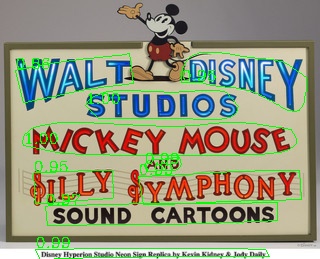 WALT DISNEY
STUDIOS
MICKEY MOUSE
AND
SILLY SYMPHONY
SOUND CARTOONS
Disney Hyperion Studio Neon Sign Replica by Kevin Kidney & Jody Daily